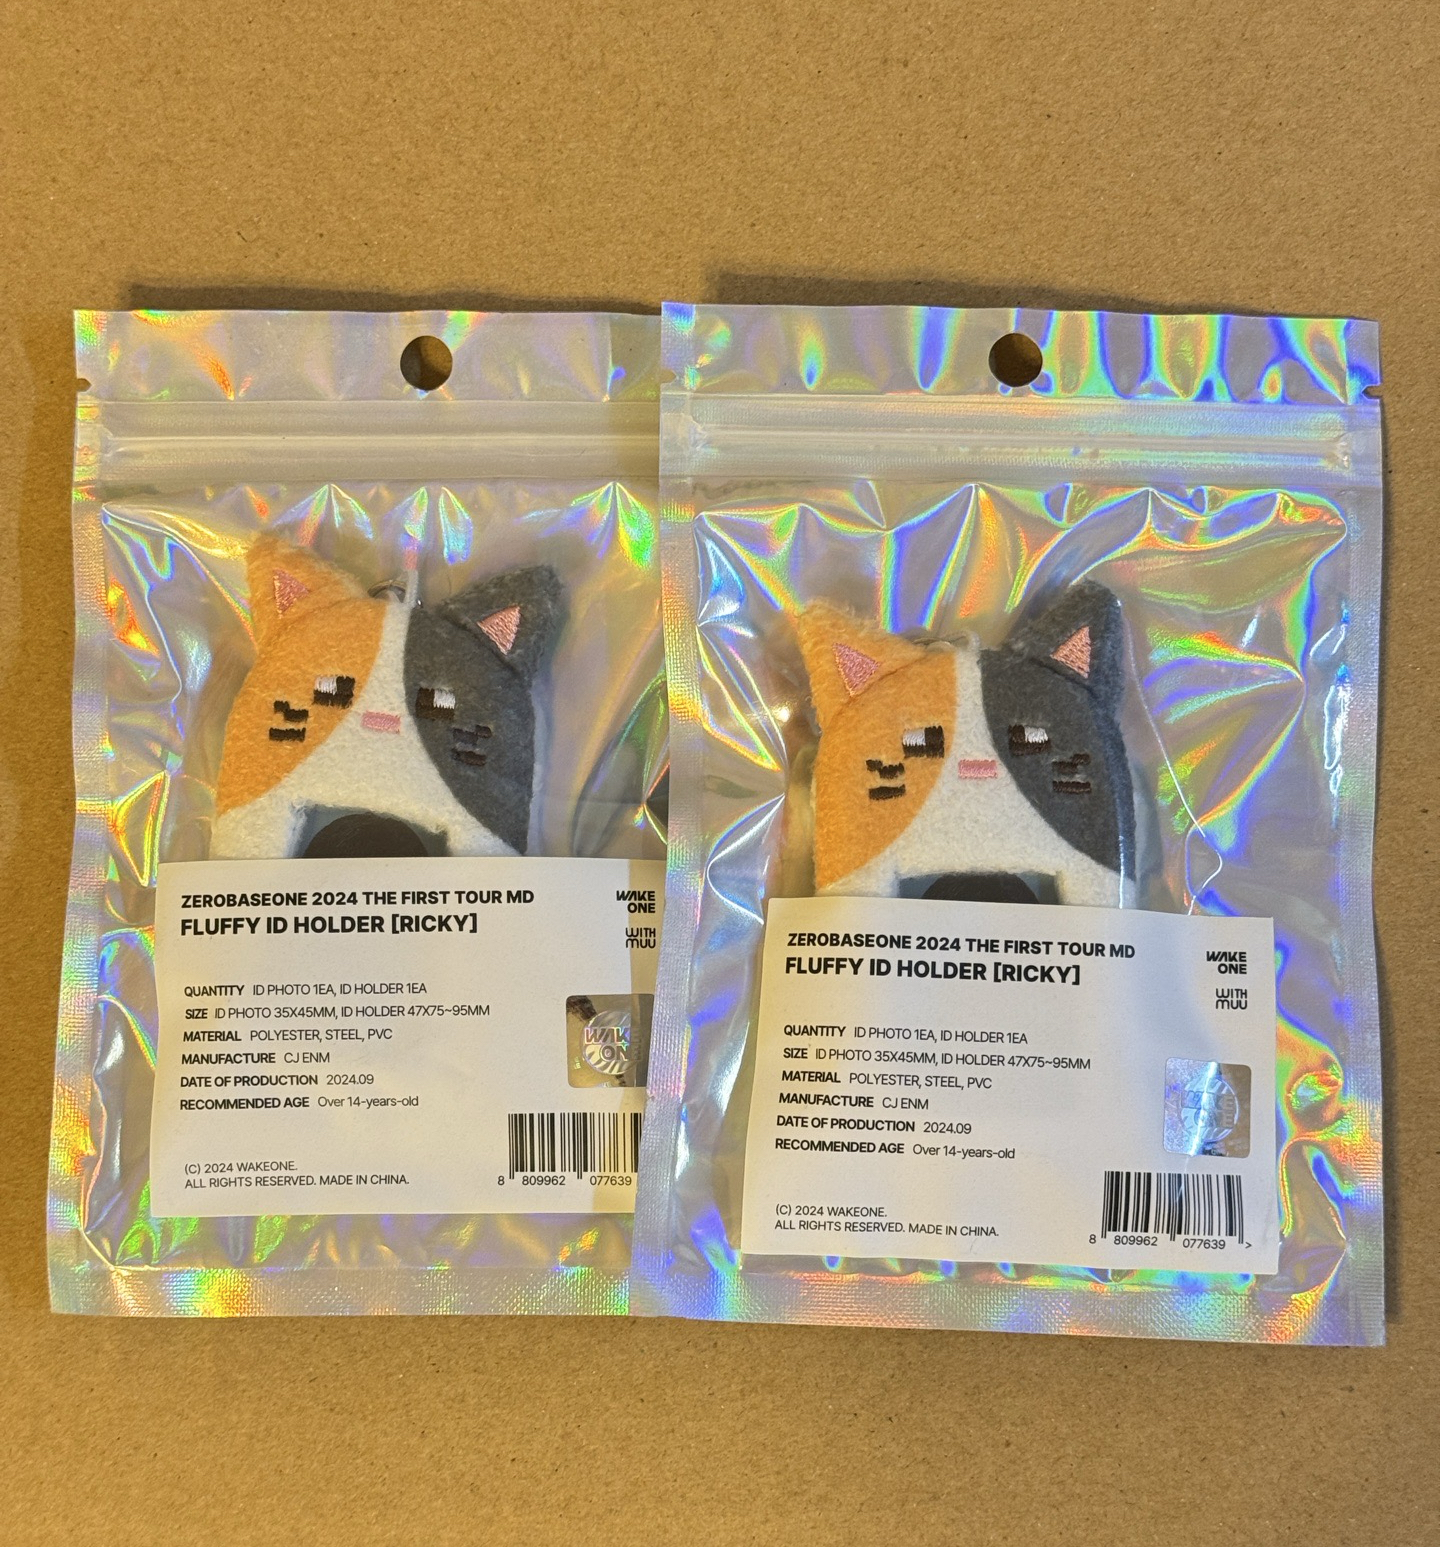 ZEROBASEONE 2024 THE FIRST TOUR MD
FLUFFY ID HOLDER [RICKY]
WAKE
ONE
WITH
MUU
QUANTITY ID PHOTO 1EA, ID HOLDER 1EA
SIZE ID PHOTO 35X45MM, ID HOLDER 47X75~95MM
MATERIAL POLYESTER, STEEL, PVC
MANUFACTURE CJ ENM
DATE OF PRODUCTION 2024.09
RECOMMENDED AGE Over 14-years-old
WAKE
ONE
(C) 2024 WAKEONE.
ALL RIGHTS RESERVED. MADE IN CHINA.
8 809962 077639
ZEROBASEONE 2024 THE FIRST TOUR MD
FLUFFY ID HOLDER [RICKY]
WAKE
ONE
WITH
MUU
QUANTITY ID PHOTO 1EA, ID HOLDER 1EA
SIZE ID PHOTO 35X45MM, ID HOLDER 47X75~95MM
MATERIAL POLYESTER, STEEL, PVC
MANUFACTURE CJ ENM
DATE OF PRODUCTION 2024.09
RECOMMENDED AGE Over 14-years-old
(C) 2024 WAKEONE.
ALL RIGHTS RESERVED. MADE IN CHINA.
8 809962 077639 >